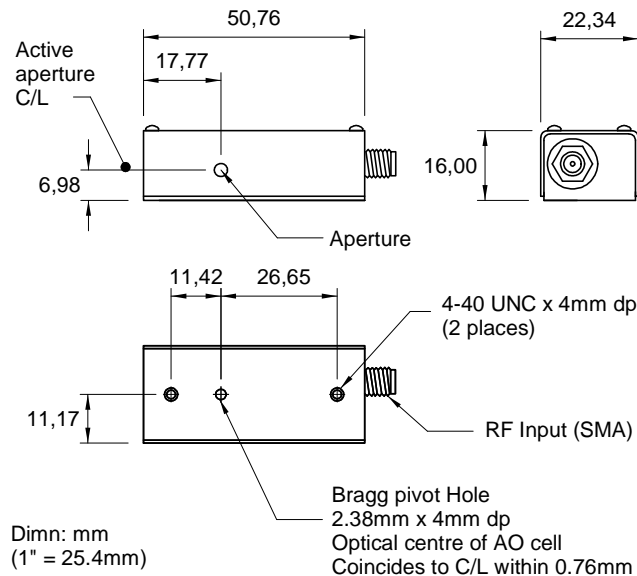 50,76
22,34
Active
aperture
C/L
17,77
6,98
16,00
Aperture
11,42
26,65
4-40 UNC x 4mm dp
(2 places)
11,17
RF Input (SMA)
Bragg pivot Hole
2.38mm x 4mm dp
Optical centre of AO cell
Coincides to C/L within 0.76mm
Dimn: mm
(1" = 25.4mm)